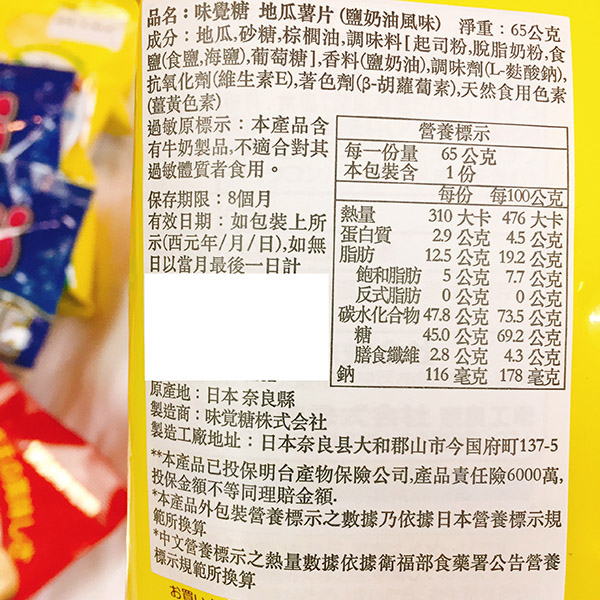 品名：味覺糖 地瓜薯片(鹽奶油風味) 淨重：65公克
成分：地瓜,砂糖,棕櫚油,調味料[起司粉,脫脂奶粉,食
鹽(食鹽,海鹽),葡萄糖],香料(鹽奶油),調味劑(L-麩酸鈉),
抗氧化劑(維生素E),著色劑(β-胡蘿蔔素),天然食用色素
(薑黃色素)
過敏原標示：本產品含
有牛奶製品,不適合對其
過敏體質者食用。
保存期限：8個月
有效日期：如包裝上所
示(西元年/月/日),如無
日以當月最後一日計
營養標示
每一份量 65 公克
本包裝含 1 份
每份 每100公克
熱量 310 大卡 476 大卡
蛋白質 2.9 公克 4.5 公克
脂肪 12.5 公克 19.2 公克
飽和脂肪 5 公克 7.7 公克
反式脂肪 0 公克 0 公克
碳水化合物 47.8 公克 73.5 公克
糖 45.0 公克 69.2 公克
膳食纖維 2.8 公克 4.3 公克
鈉 116 毫克 178 毫克
原產地：日本 奈良縣
製造商：味覚糖株式会社
製造工廠地址：日本奈良县大和郡山市今国府町137-5
**本產品已投保明台產物保險公司,產品責任險6000萬,
投保金額不等同理賠金額.
*本產品外包裝營養標示之數據乃依據日本營養標示規
範所換算
*中文營養標示之熱量數據依據衛福部食藥署公告營養
標示規範所換算
お買い